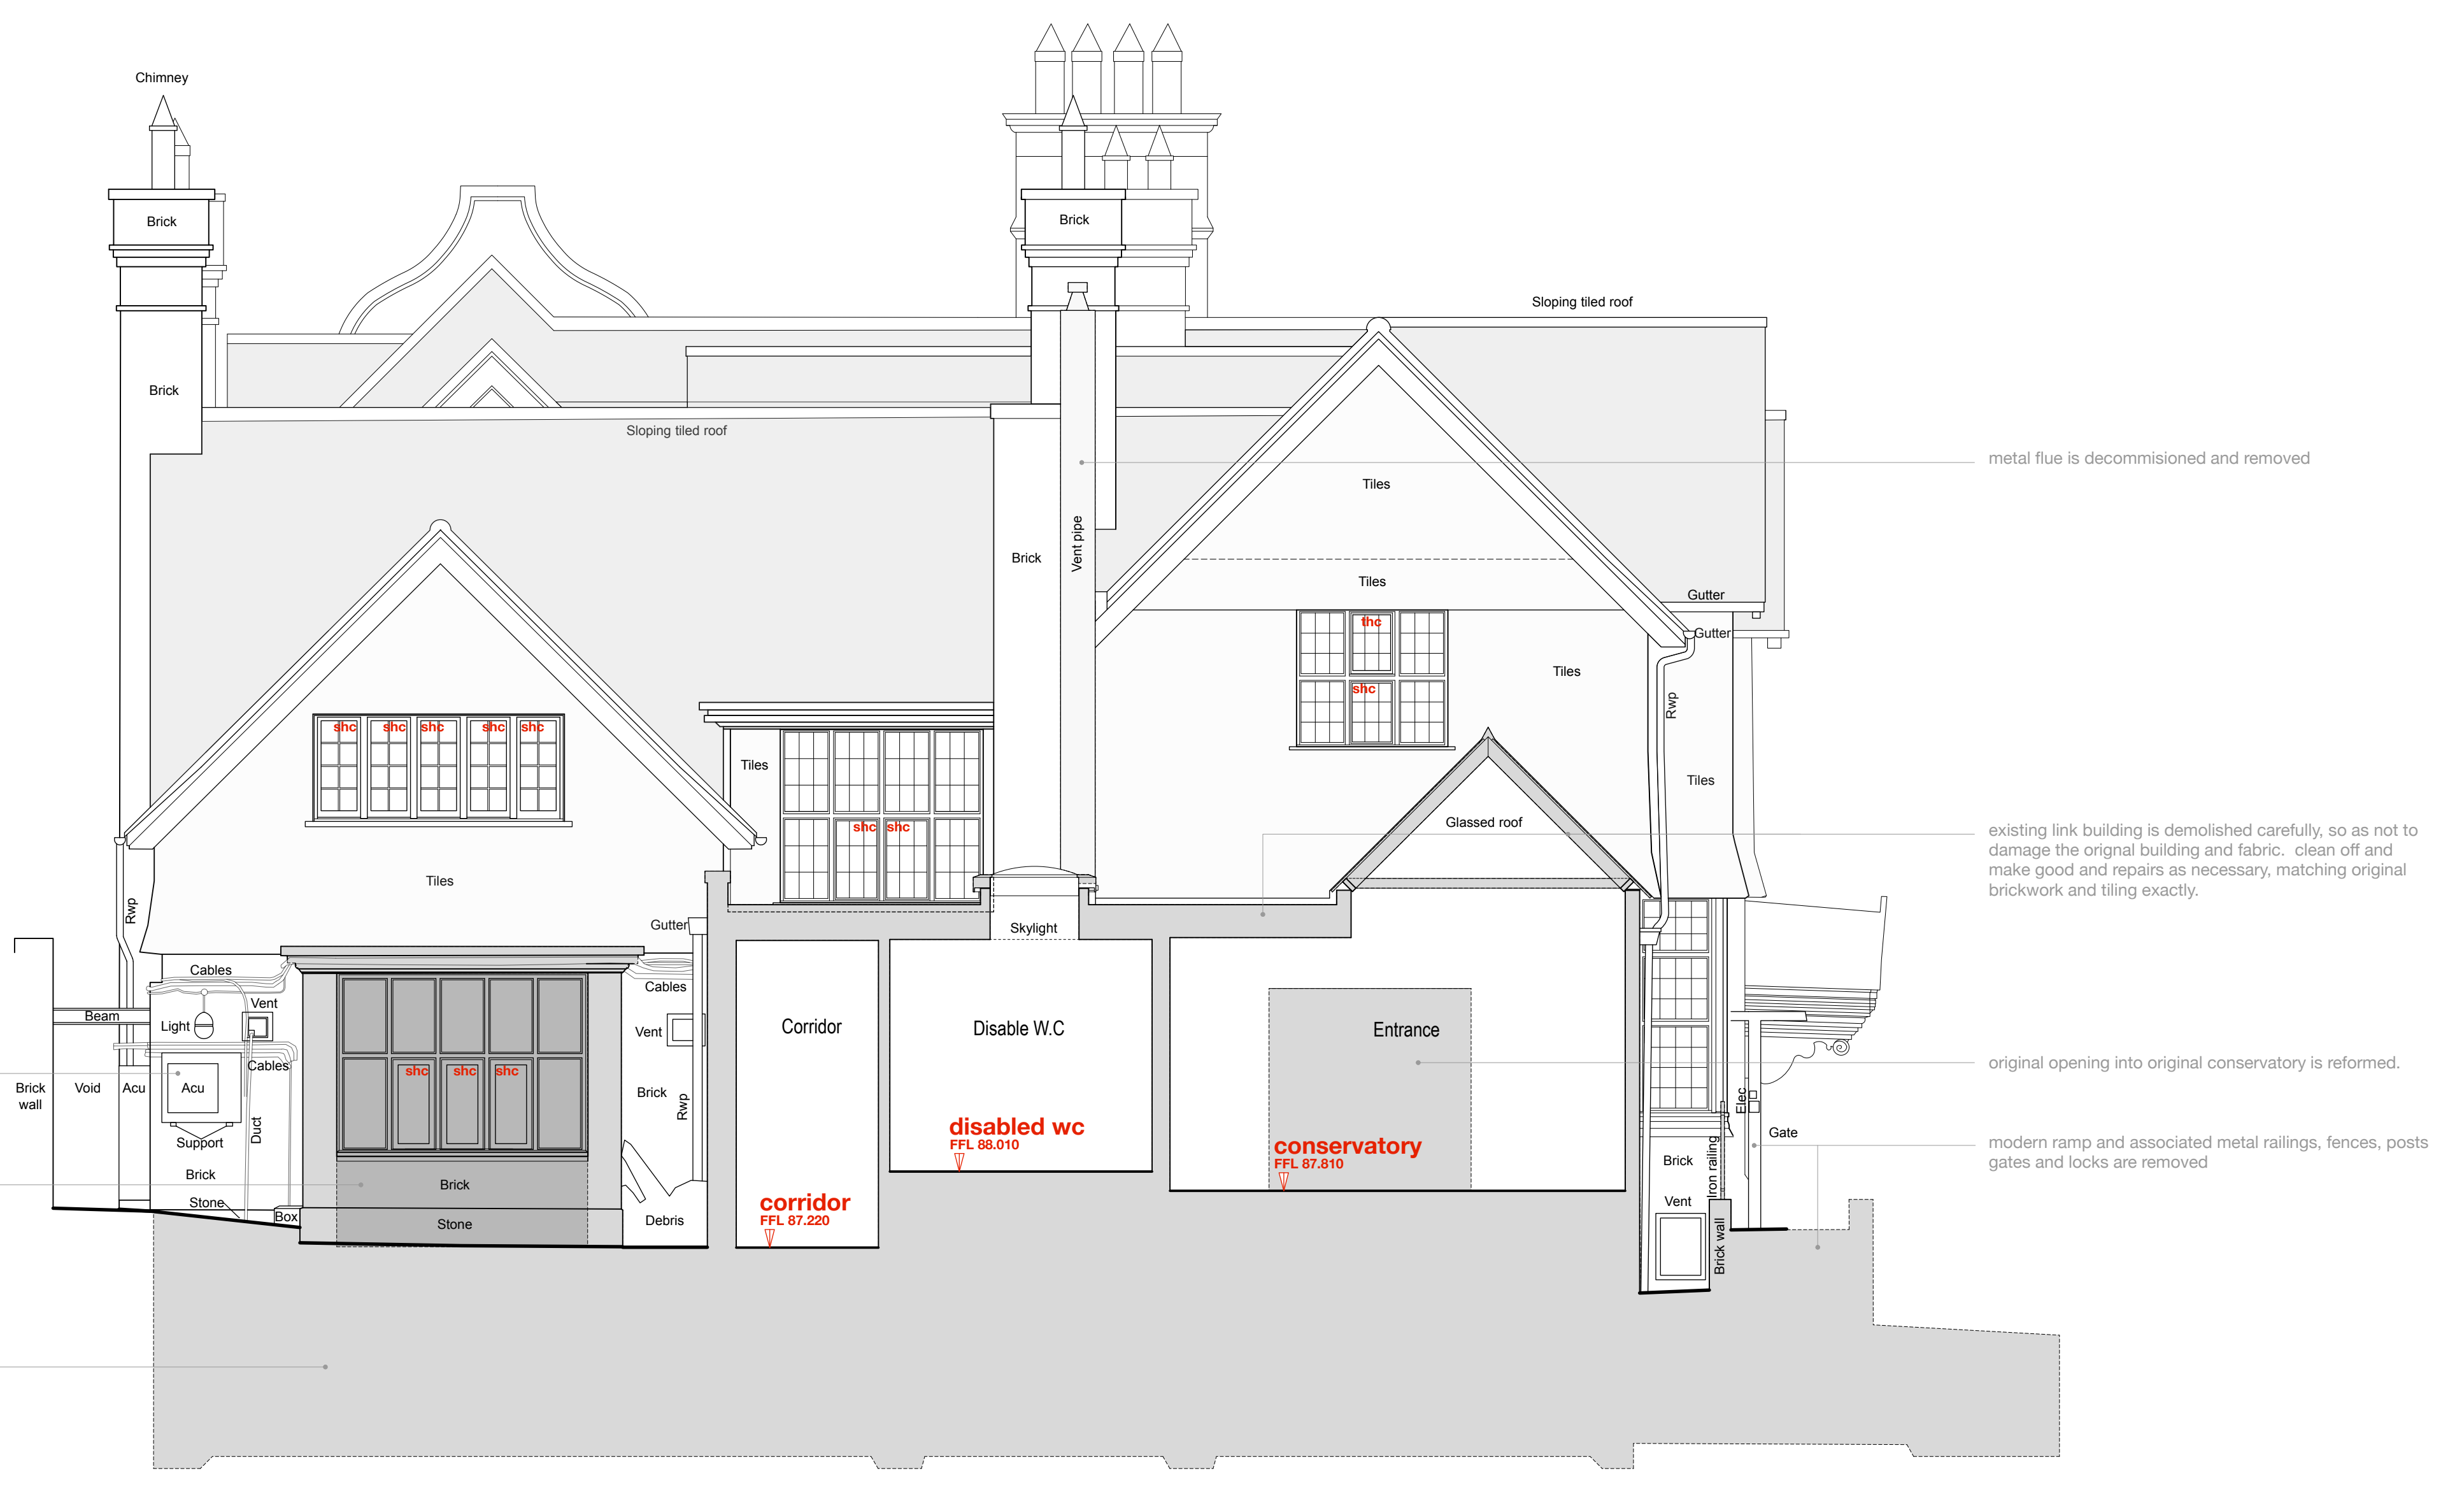 Chimney
Brick
Brick
Sloping tiled roof
Brick
Sloping tiled roof
metal flue is decommisioned and removed
Tiles
Vent pipe
Brick
Tiles
Gutter
thc
Gutter
Tiles
shc
Rwp
shc shc shc shc shc
Tiles
Tiles
Glassed roof
shc shc
existing link building is demolished carefully, so as not to
damage the orignal building and fabric. clean off and
make good and repairs as necessary, matching original
brickwork and tiling exactly.
Tiles
Rwp
Gutter
Skylight
Cables
Cables
Vent
Beam
Light
Vent
Corridor
Disable W.C
Entrance
Cables
original opening into original conservatory is reformed.
shc shc shc
Brick
wall
Void
Acu
Acu
Brick
Rwp
Elec
Duct
Support
disabled wc
FFL 88.010
conservatory
FFL 87.810
Gate
modern ramp and associated metal railings, fences, posts
gates and locks are removed
Brick
Iron railing
Brick
Brick
Stone
Vent
corridor
FFL 87.220
Box
Stone
Debris
Brick wall